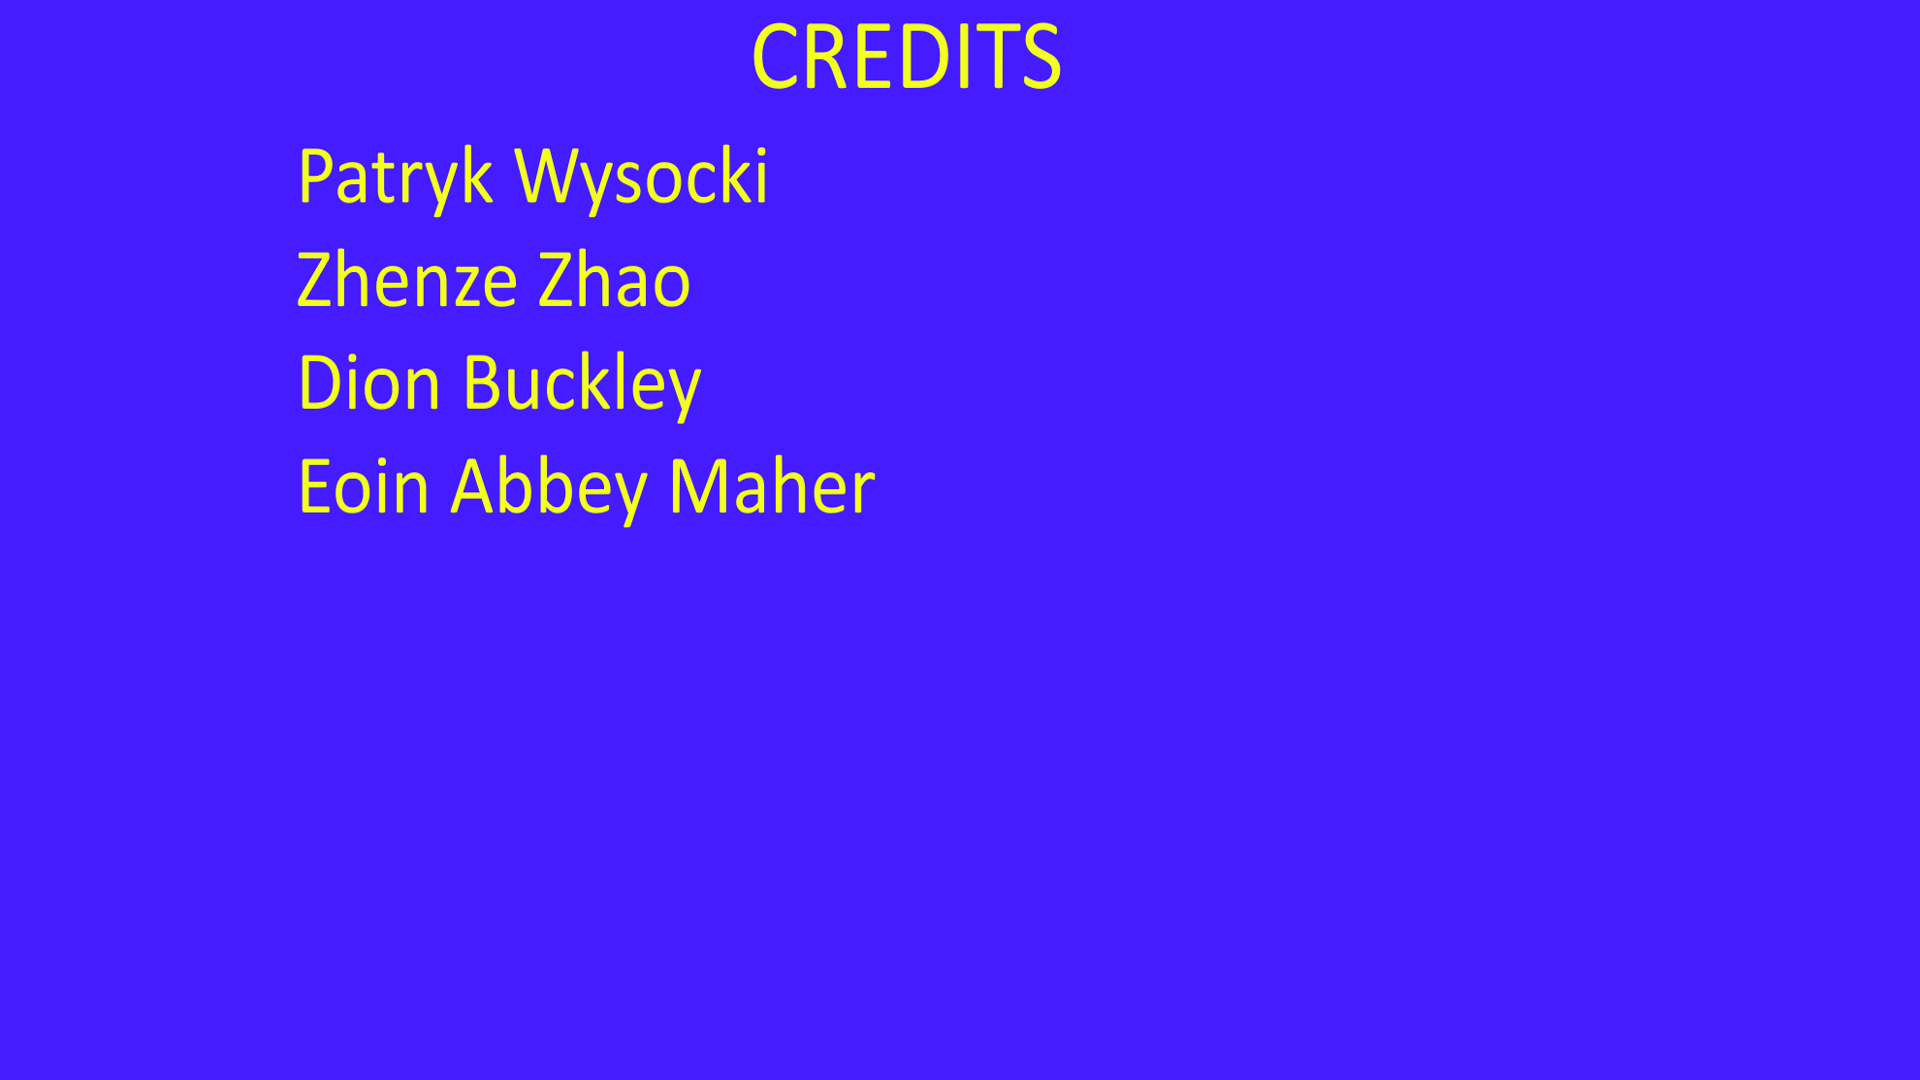 CREDITS
Patryk Wysocki
Zhenze Zhao
Dion Buckley
Eoin Abbey Maher